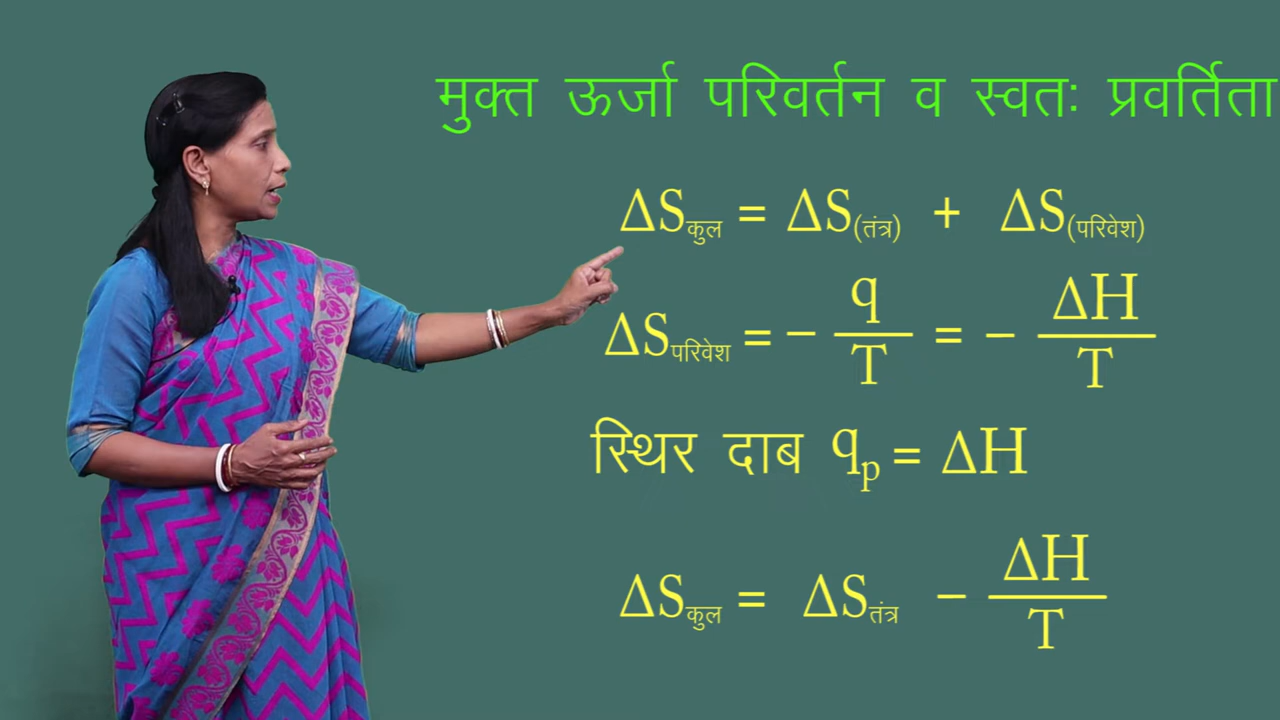 मुक्त ऊर्जा परिवर्तन व स्वतः प्रवर्तिता
ΔSकुल = ΔS(तंत्र) + ΔS(परिवेश)
ΔSपरिवेश = - q/T = - ΔH/T
स्थिर दाब qp = ΔH
ΔSकुल = ΔSतंत्र - ΔH/T